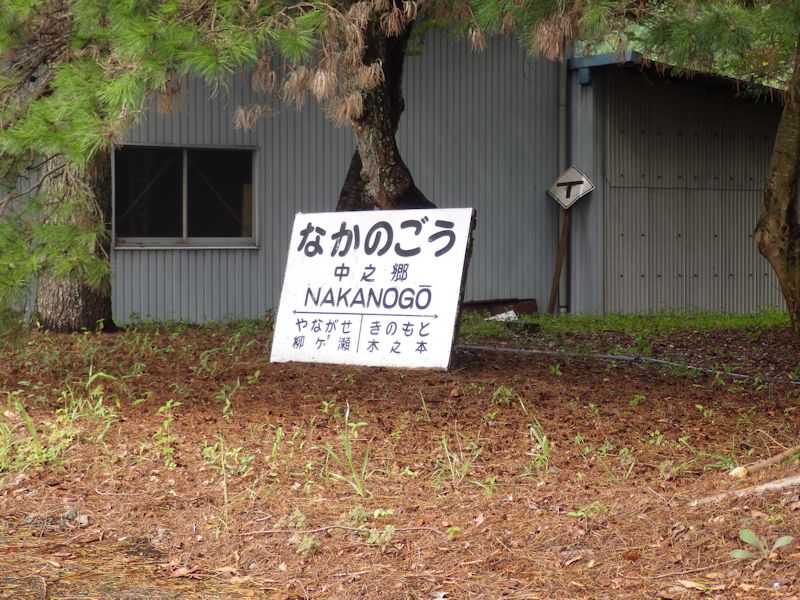 なかのごう
中之郷
NAKANOGŌ
やながせ きのもと
柳ヶ瀬 木之本